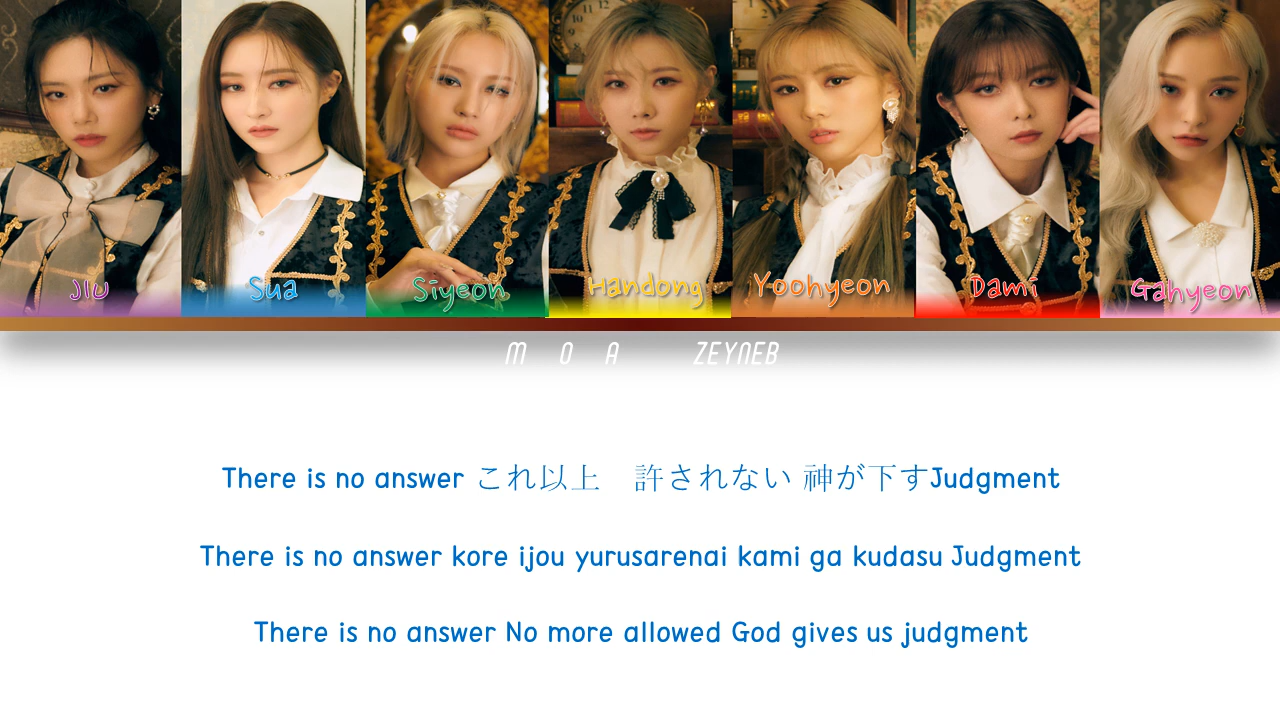 JIU Sua Siyeon Handong Yoohyeon Dami Gahyeon
M O A ZEYNEB
There is no answer これ以上　許されない 神が下すJudgment
There is no answer kore ijou yurusarenai kami ga kudasu Judgment
There is no answer No more allowed God gives us judgment